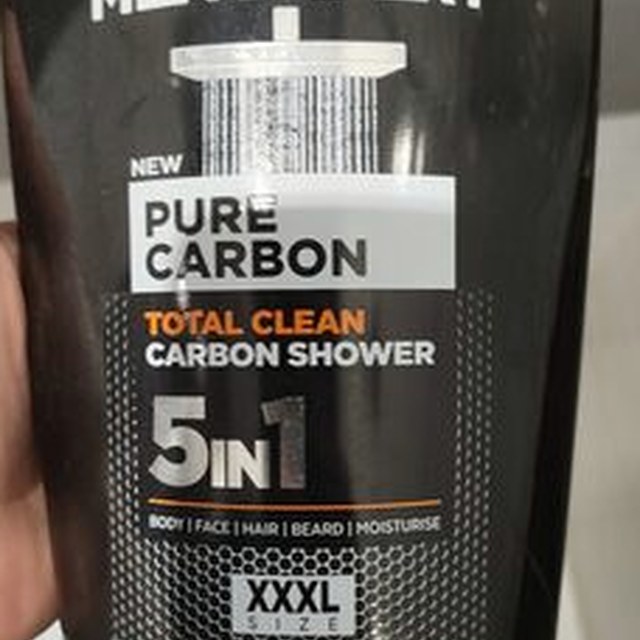 NEW
PURE
CARBON
TOTAL CLEAN
CARBON SHOWER
5IN1
BODY | FACE | HAIR | BEARD | MOISTURISE
XXXL
SIZE